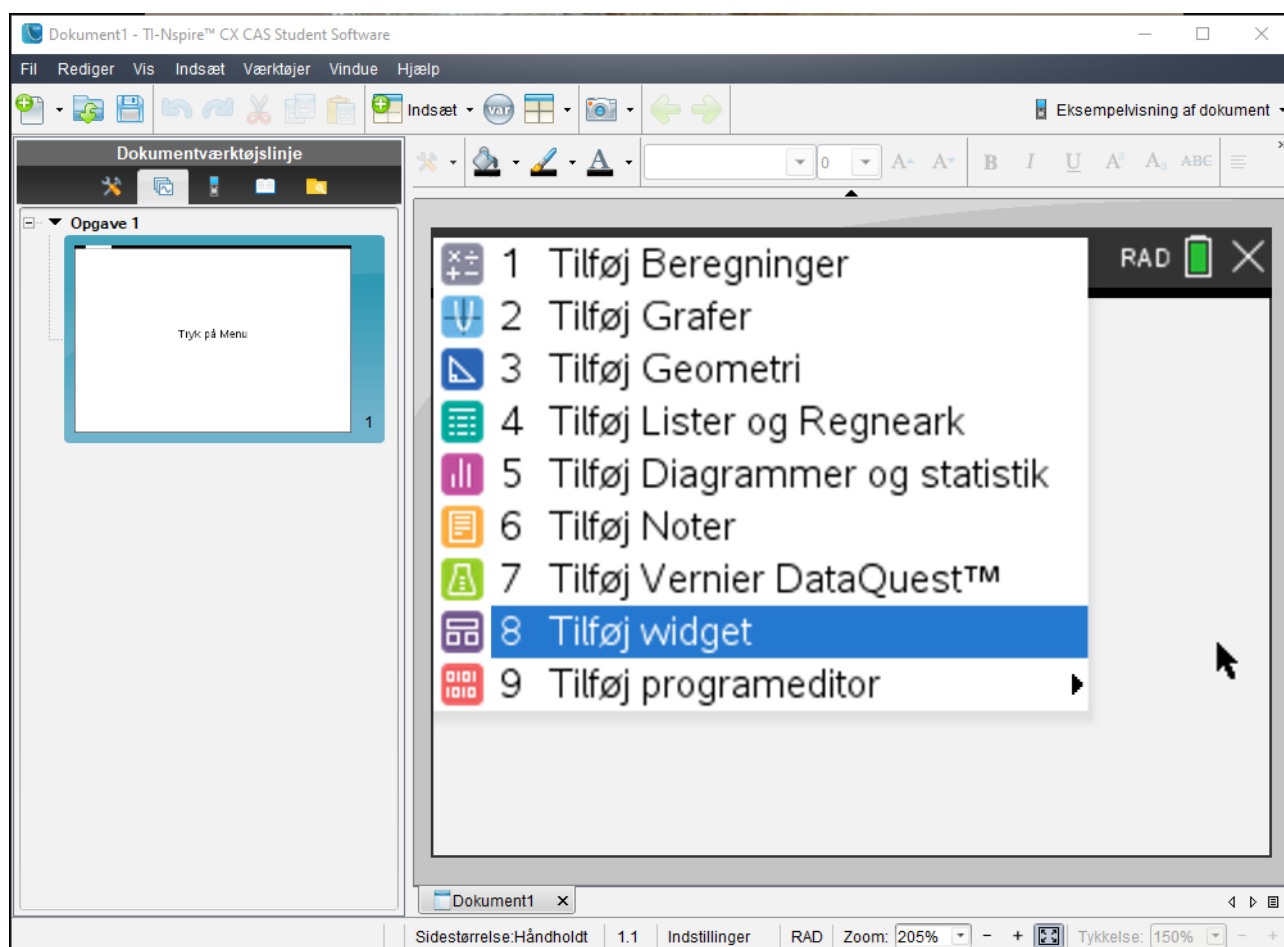 Dokument1 - TI-Nspire™ CX CAS Student Software
Fil Rediger Vis Indsæt Værktøjer Vindue Hjælp
Indsæt var Eksempelvisning af dokument
Dokumentværktøjslinje
0 A A B I U A A ABC
Opgave 1
Tryk på Menu
1
RAD
1 Tilføj Beregninger
2 Tilføj Grafer
3 Tilføj Geometri
4 Tilføj Lister og Regneark
5 Tilføj Diagrammer og statistik
6 Tilføj Noter
7 Tilføj Vernier DataQuest™
8 Tilføj widget
9 Tilføj programeditor
Dokument1
Sidestørrelse:Håndholdt 1.1 Indstillinger RAD Zoom: 205% - + Tykkelse: 150% - +